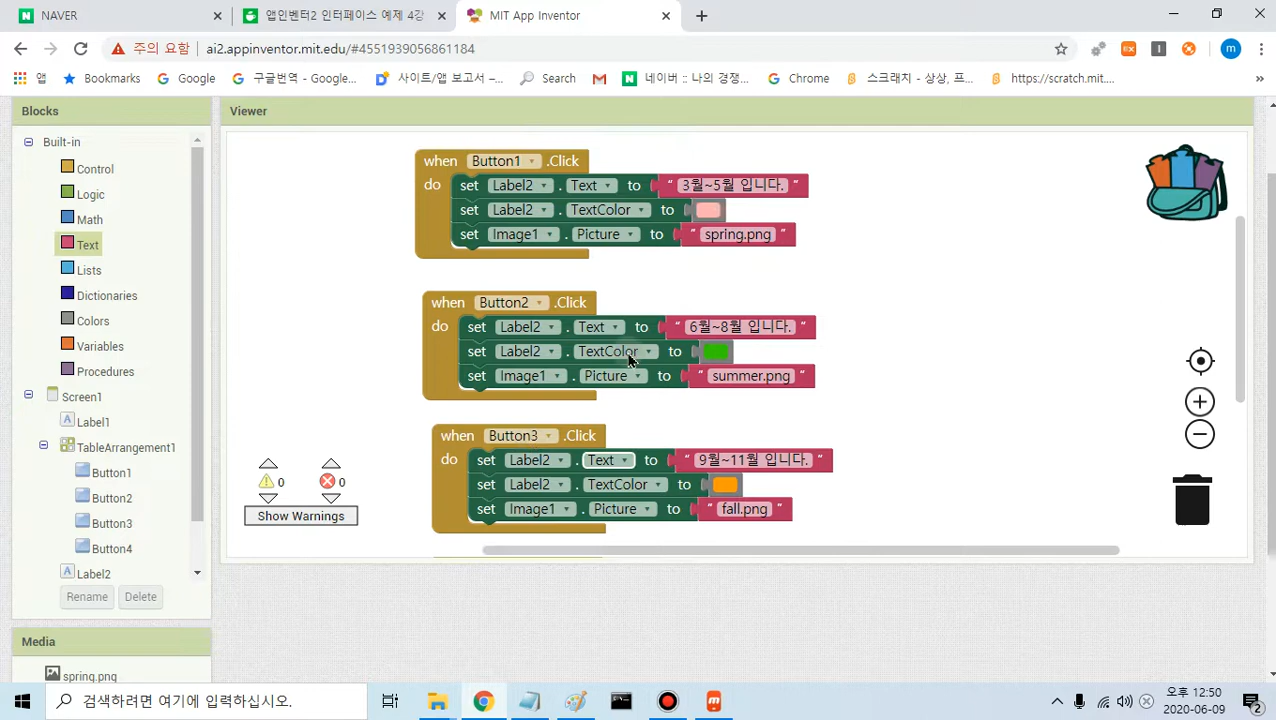 NAVER
앱인벤터2 인터페이스 예제 4강
MIT App Inventor
주의 요함
ai2.appinventor.mit.edu/#4551939056861184
m
앱
Bookmarks
Google
구글번역 - Google...
사이트/앱 보고서 –...
Search
네이버 :: 나의 경쟁...
Chrome
스크래치 - 상상, 프...
https://scratch.mit....
»
Blocks
Viewer
Built-in
Control
Logic
Math
Text
Lists
Dictionaries
Colors
Variables
Procedures
Screen1
Label1
TableArrangement1
Button1
Button2
Button3
Button4
Label2
Rename
Delete
Media
spring.png
when Button1 .Click
do set Label2 . Text to " 3월~5월 입니다. "
set Label2 . TextColor to
set Image1 . Picture to " spring.png "
when Button2 .Click
do set Label2 . Text to " 6월~8월 입니다. "
set Label2 . TextColor to
set Image1 . Picture to " summer.png "
when Button3 .Click
do set Label2 . Text to " 9월~11월 입니다. "
set Label2 . TextColor to
set Image1 . Picture to " fall.png "
0
0
Show Warnings
검색하려면 여기에 입력하십시오.
오후 12:50
2020-06-09
2